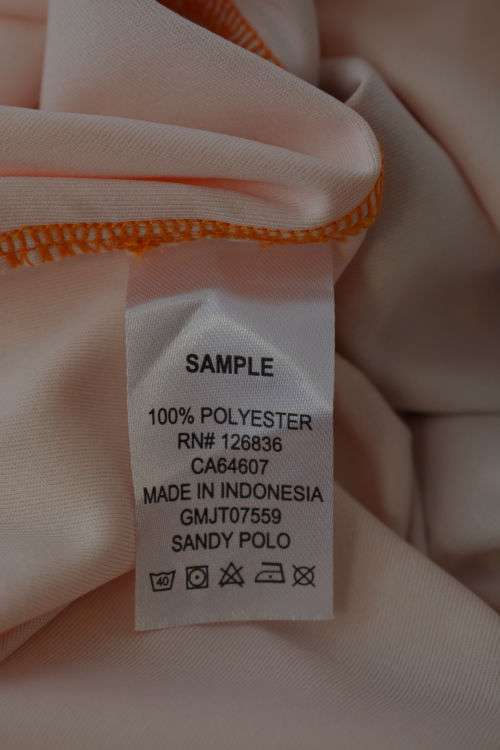 SAMPLE
100% POLYESTER
RN# 126836
CA64607
MADE IN INDONESIA
GMJT07559
SANDY POLO
40